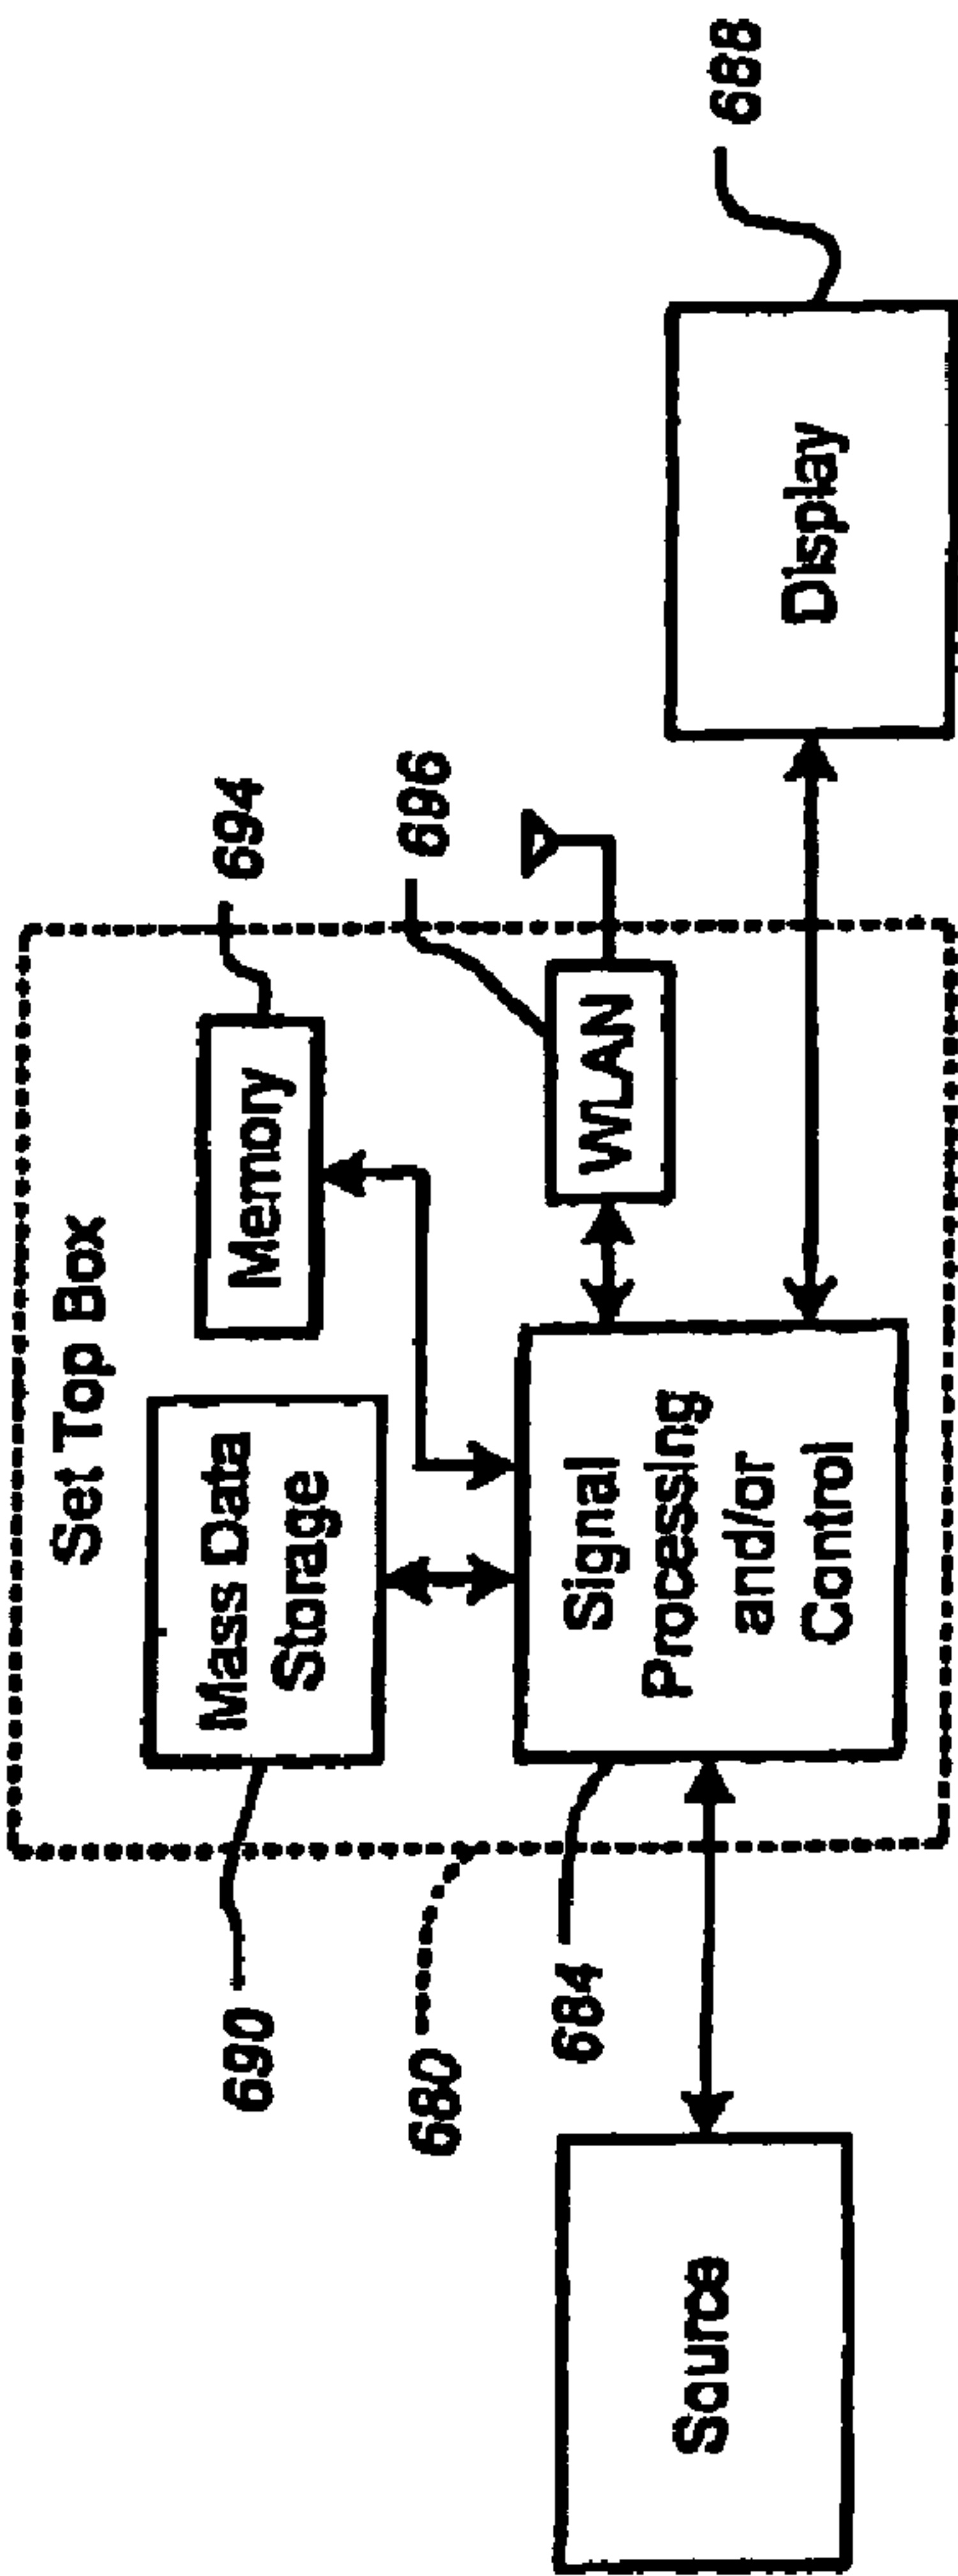 Set Top Box
690
Mass Data
Storage
Memory
694
680
696
684
Signal
Processing
and/or
Control
WLAN
688
Source
Display